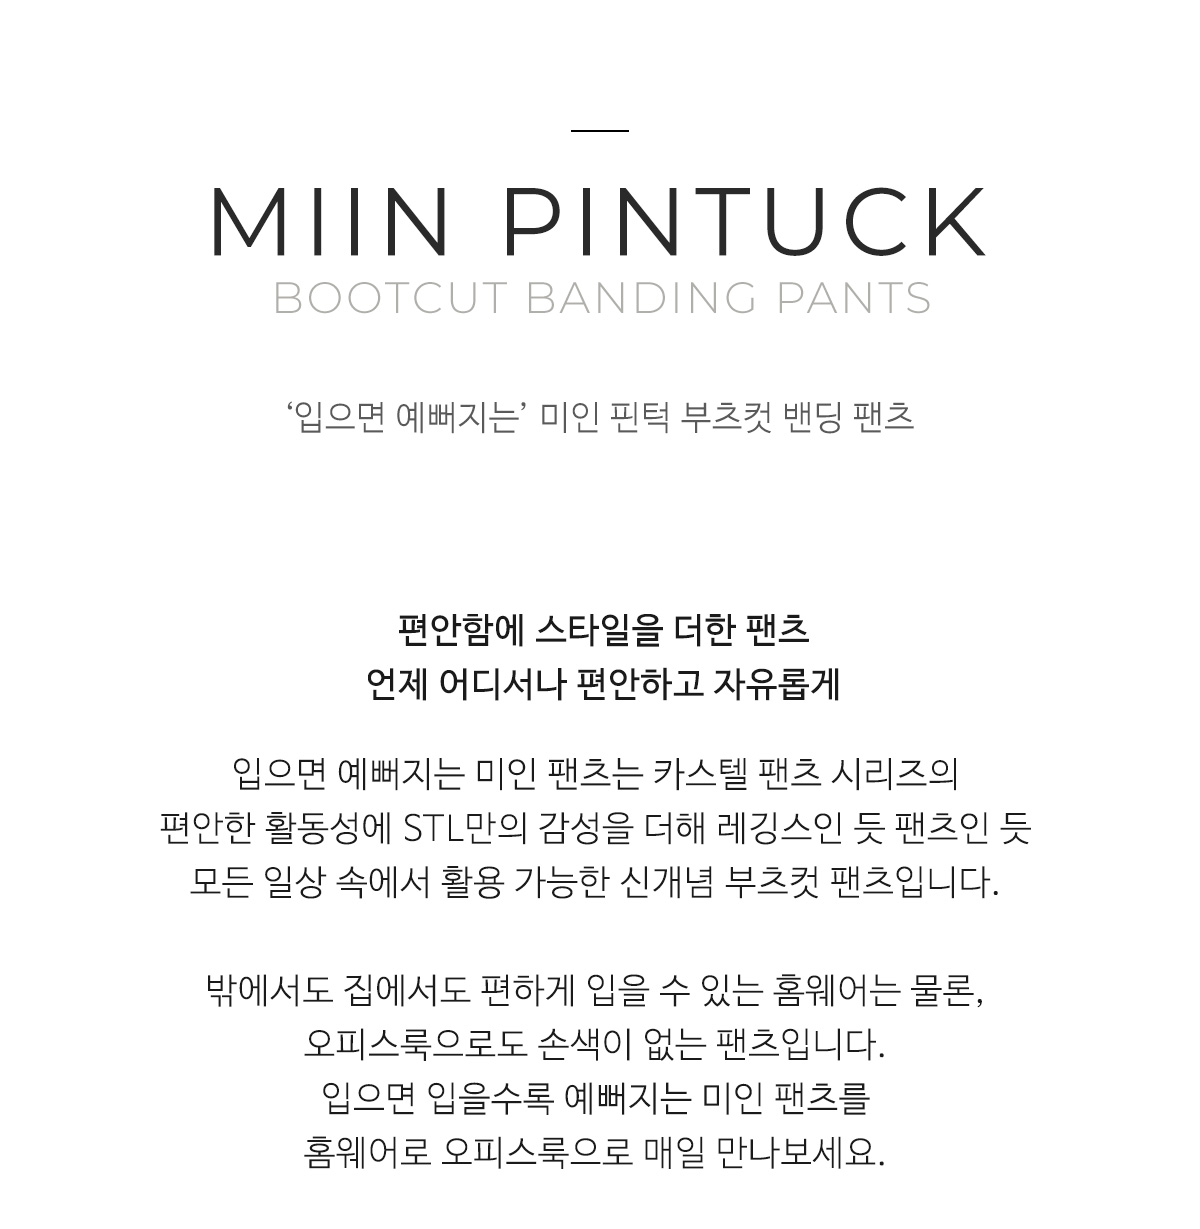 MIIN PINTUCK
BOOTCUT BANDING PANTS
‘입으면 예뻐지는’ 미인 핀턱 부츠컷 밴딩 팬츠
편안함에 스타일을 더한 팬츠
언제 어디서나 편안하고 자유롭게
입으면 예뻐지는 미인 팬츠는 카스텔 팬츠 시리즈의
편안한 활동성에 STL만의 감성을 더해 레깅스인 듯 팬츠인 듯
모든 일상 속에서 활용 가능한 신개념 부츠컷 팬츠입니다.
밖에서도 집에서도 편하게 입을 수 있는 홈웨어는 물론,
오피스룩으로도 손색이 없는 팬츠입니다.
입으면 입을수록 예뻐지는 미인 팬츠를
홈웨어로 오피스룩으로 매일 만나보세요.